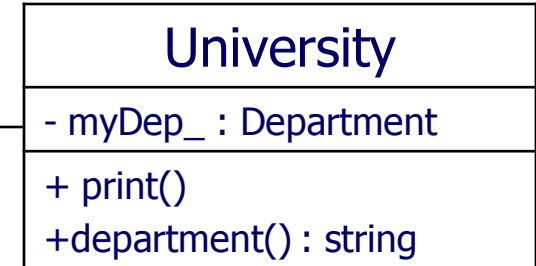 University
- myDep_ : Department
+ print()
+department() : string